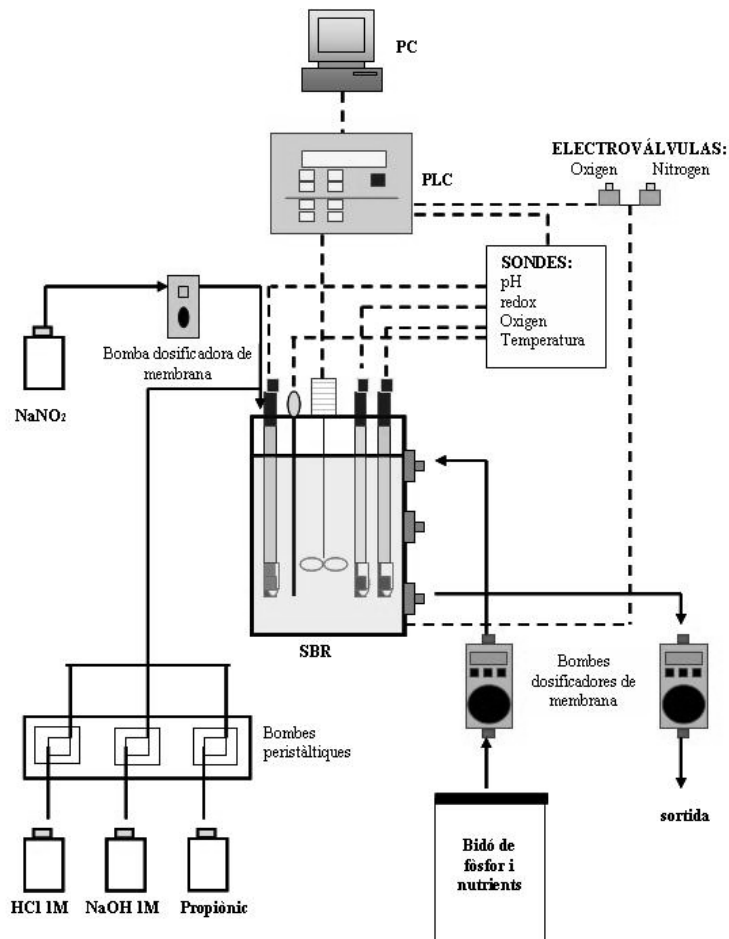 PC
PLC
ELECTROVÁLVULAS:
Oxigen Nitrogen
SONDES:
pH
redox
Oxigen
Temperatura
Bomba dosificadora de
membrana
NaNO₂
SBR
Bombes
dosificadores de
membrana
Bombes
peristàltiques
sortida
Bidó de
fòsfor i
nutrients
HCl 1M NaOH 1M Propiònic